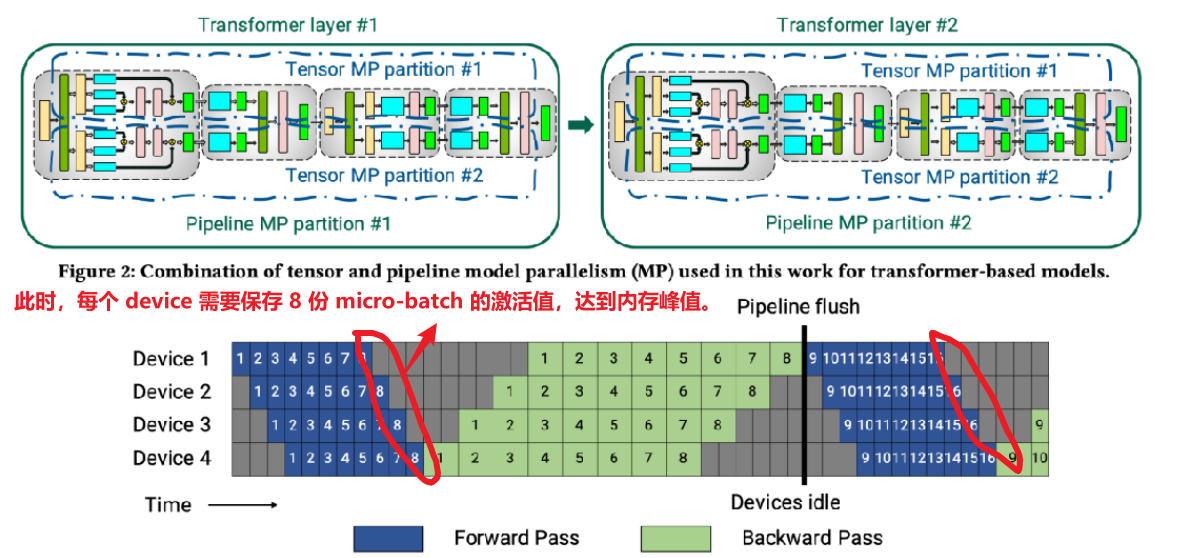 Transformer layer #1
Transformer layer #2
Tensor MP partition #1
Tensor MP partition #1
Tensor MP partition #2
Tensor MP partition #2
Pipeline MP partition #1
Pipeline MP partition #2
Figure 2: Combination of tensor and pipeline model parallelism (MP) used in this work for transformer-based models.
此时，每个 device 需要保存 8 份 micro-batch 的激活值，达到内存峰值。
Pipeline flush
Device 1 1 2 3 4 5 6 7 1 2 3 4 5 6 7 8 9 10 11 12 13 14 15 16
Device 2 1 2 3 4 5 6 7 8 1 2 3 4 5 6 7 8 9 10 11 12 13 14 15 16
Device 3 1 2 3 4 5 6 7 8 1 2 3 4 5 6 7 8 9 10 11 12 13 14 15 16 9
Device 4 1 2 3 4 5 6 7 8 1 2 3 4 5 6 7 8 9 10 11 12 13 14 15 16 9 10
Time
Devices idle
Forward Pass
Backward Pass